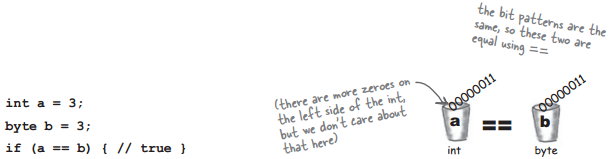 the bit patterns are the
same, so these two are
equal using ==
(there are more zeroes on
the left side of the int,
but we don't care about
that here)
00000011
00000011
a == b
int
byte
int a = 3;
byte b = 3;
if (a == b) { // true }